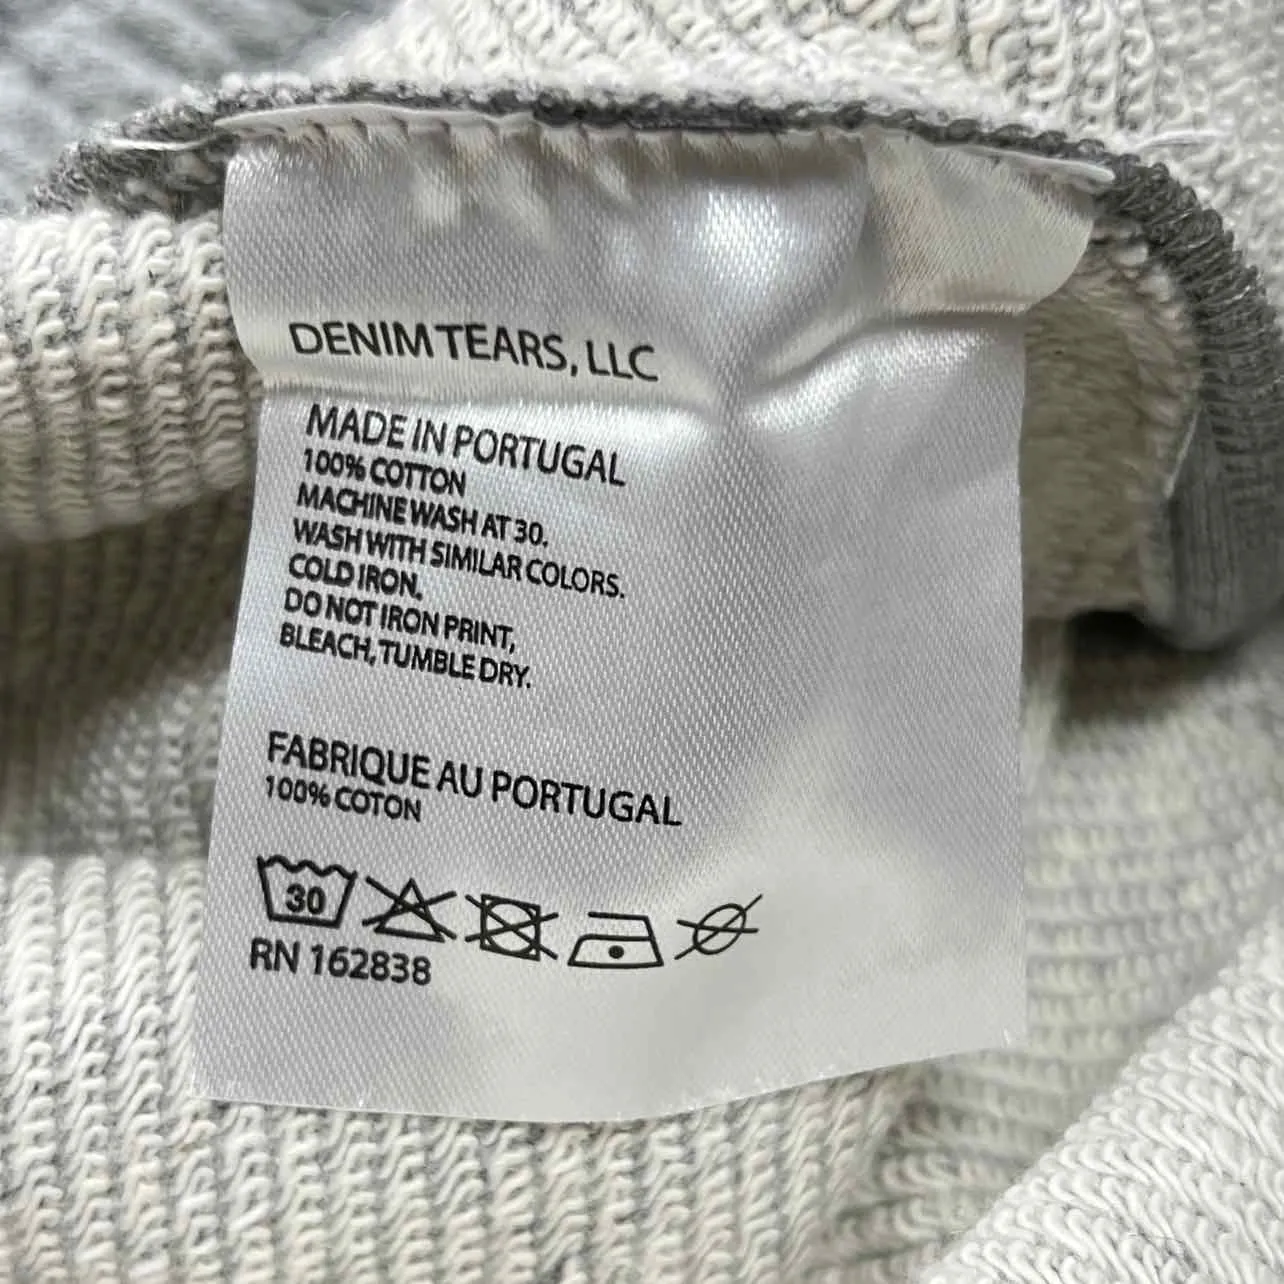 DENIM TEARS, LLC
MADE IN PORTUGAL
100% COTTON
MACHINE WASH AT 30.
WASH WITH SIMILAR COLORS.
COLD IRON.
DO NOT IRON PRINT,
BLEACH, TUMBLE DRY.
FABRIQUE AU PORTUGAL
100% COTON
30
RN 162838